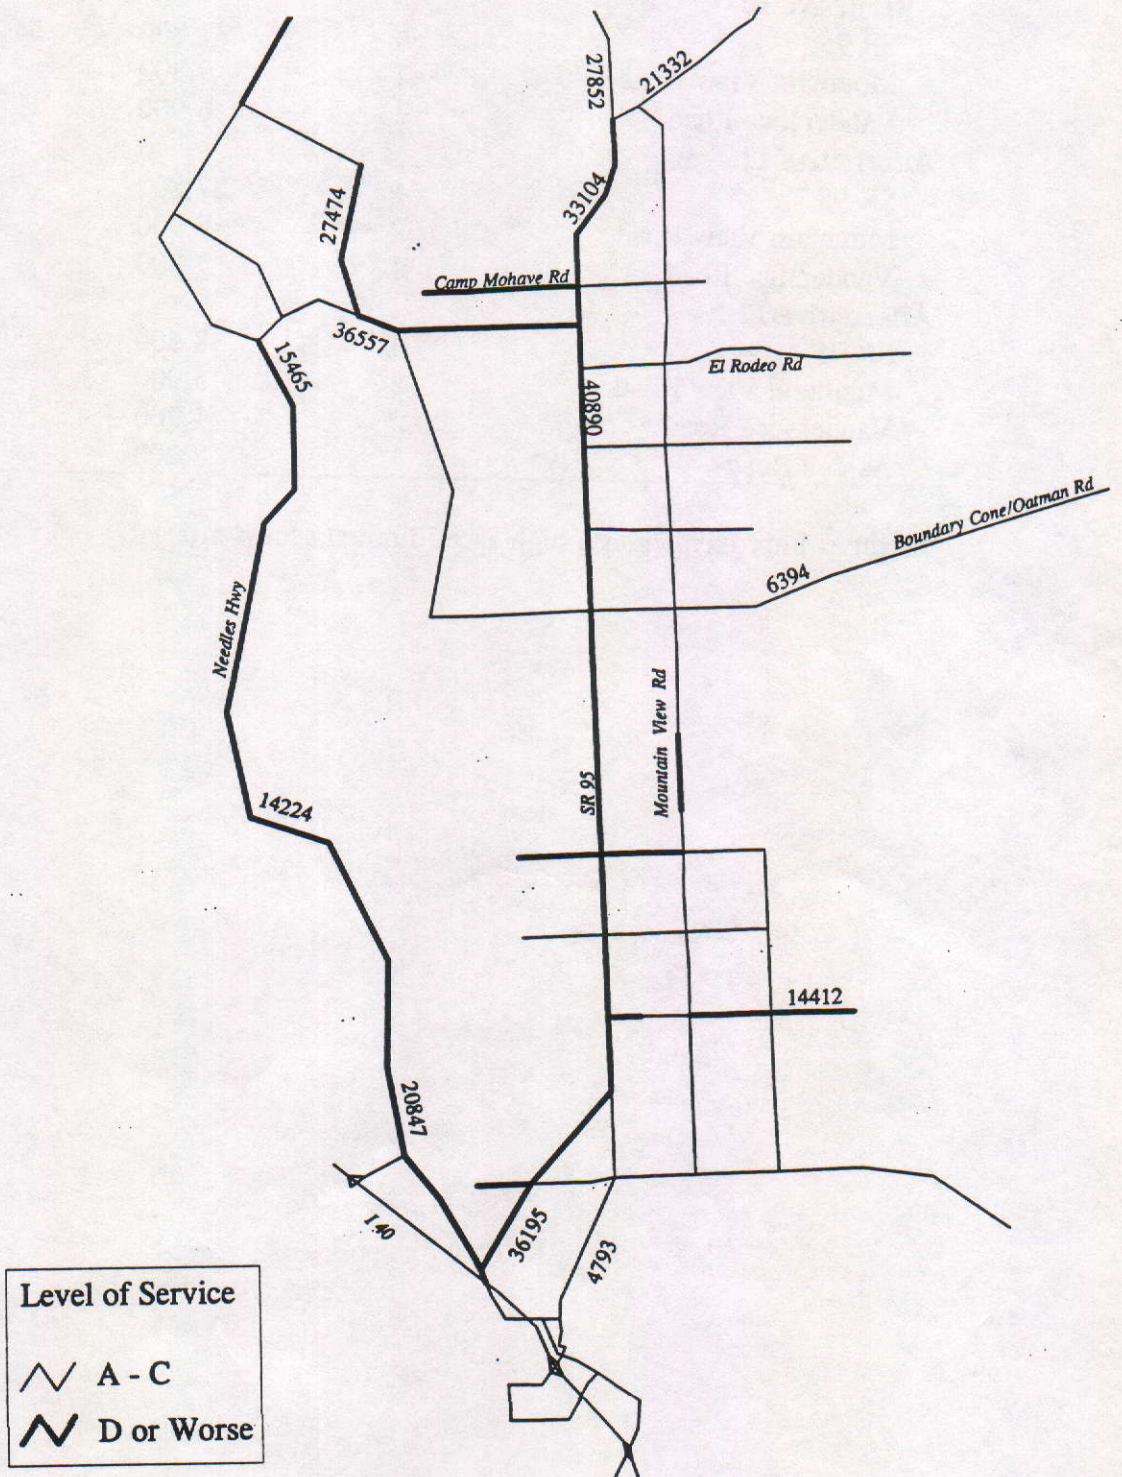 27852
21332
33104
27474
Camp Mohave Rd
36557
15465
El Rodeo Rd
40890
Boundary Cone/Oatman Rd
6394
Needles Hwy
Mountain View Rd
SR 95
14224
14412
20847
I 40
36195
4793
Level of Service
A - C
D or Worse